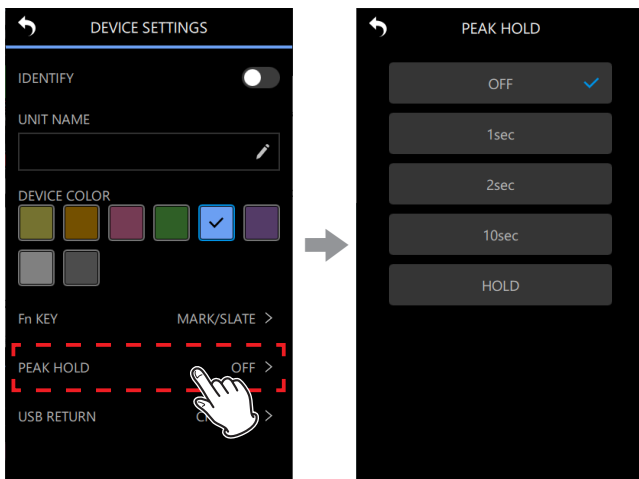 DEVICE SETTINGS
IDENTIFY
UNIT NAME
DEVICE COLOR
Fn KEY MARK/SLATE >
PEAK HOLD OFF >
USB RETURN >
PEAK HOLD
OFF
1sec
2sec
10sec
HOLD